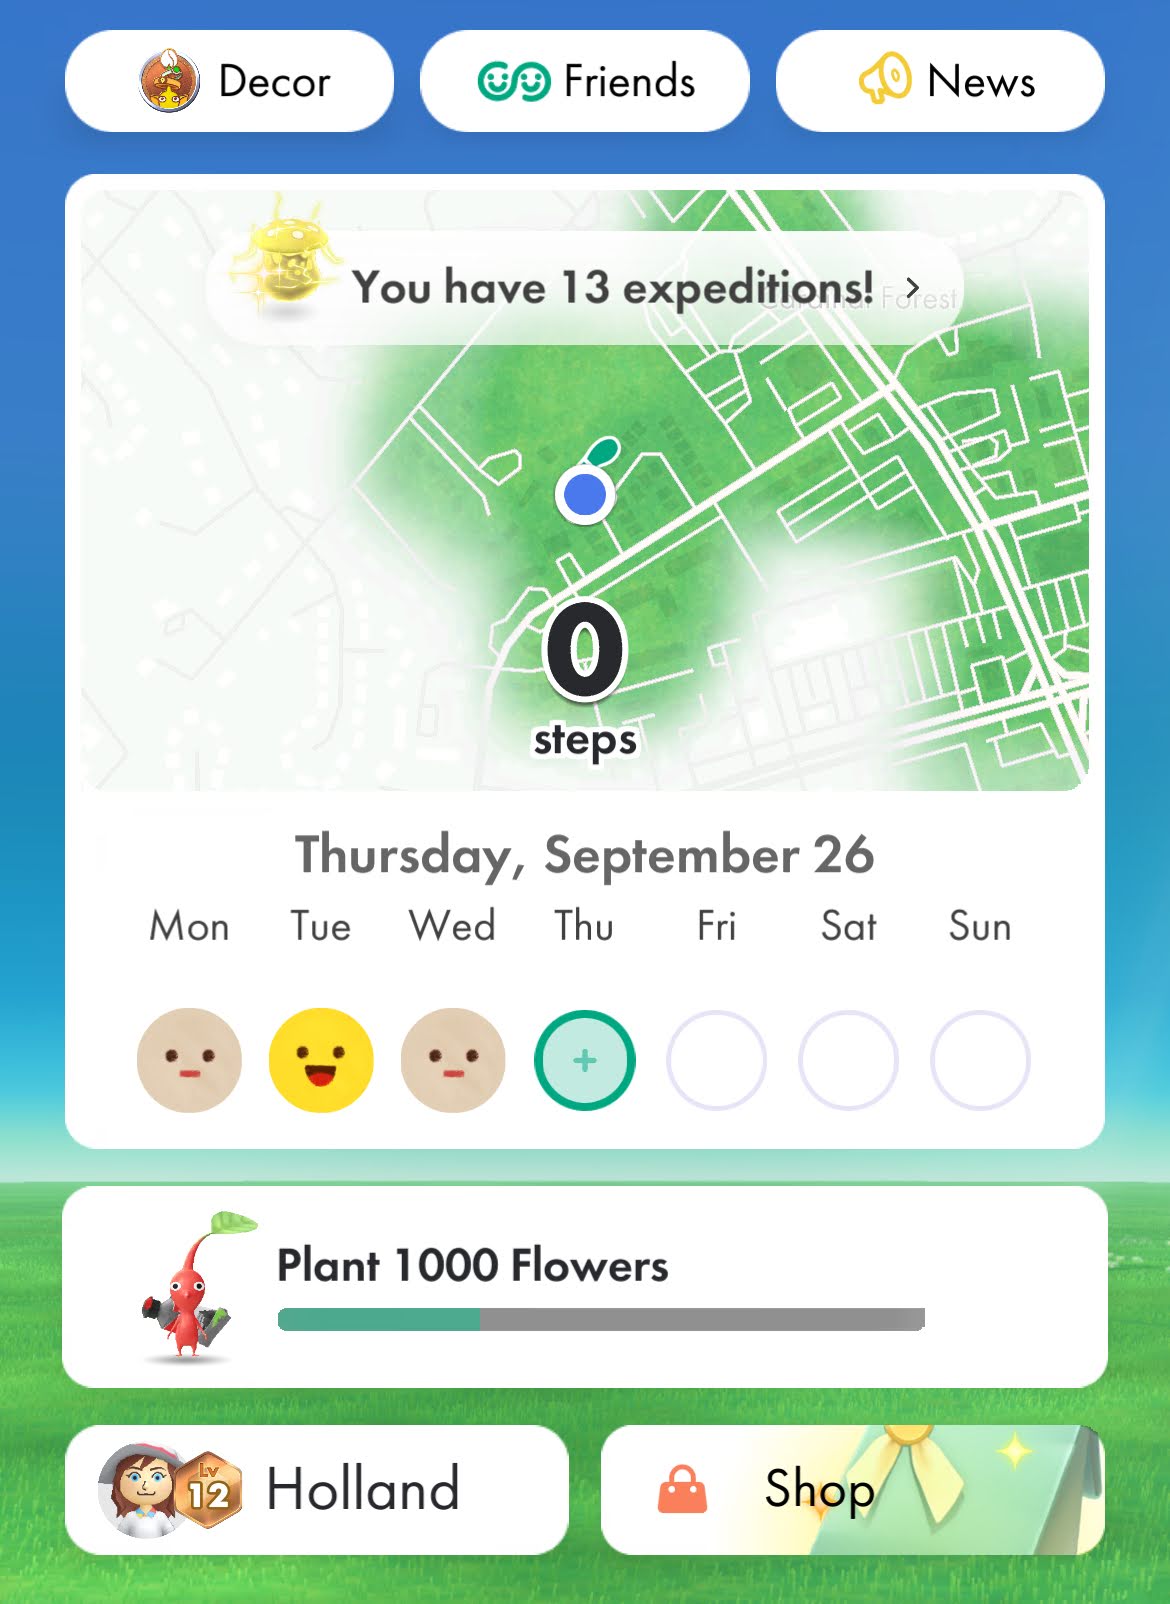 Decor
Friends
News
You have 13 expeditions!
Forest
0
steps
Thursday, September 26
Mon Tue Wed Thu Fri Sat Sun
+
Plant 1000 Flowers
Lv
12
Holland
Shop